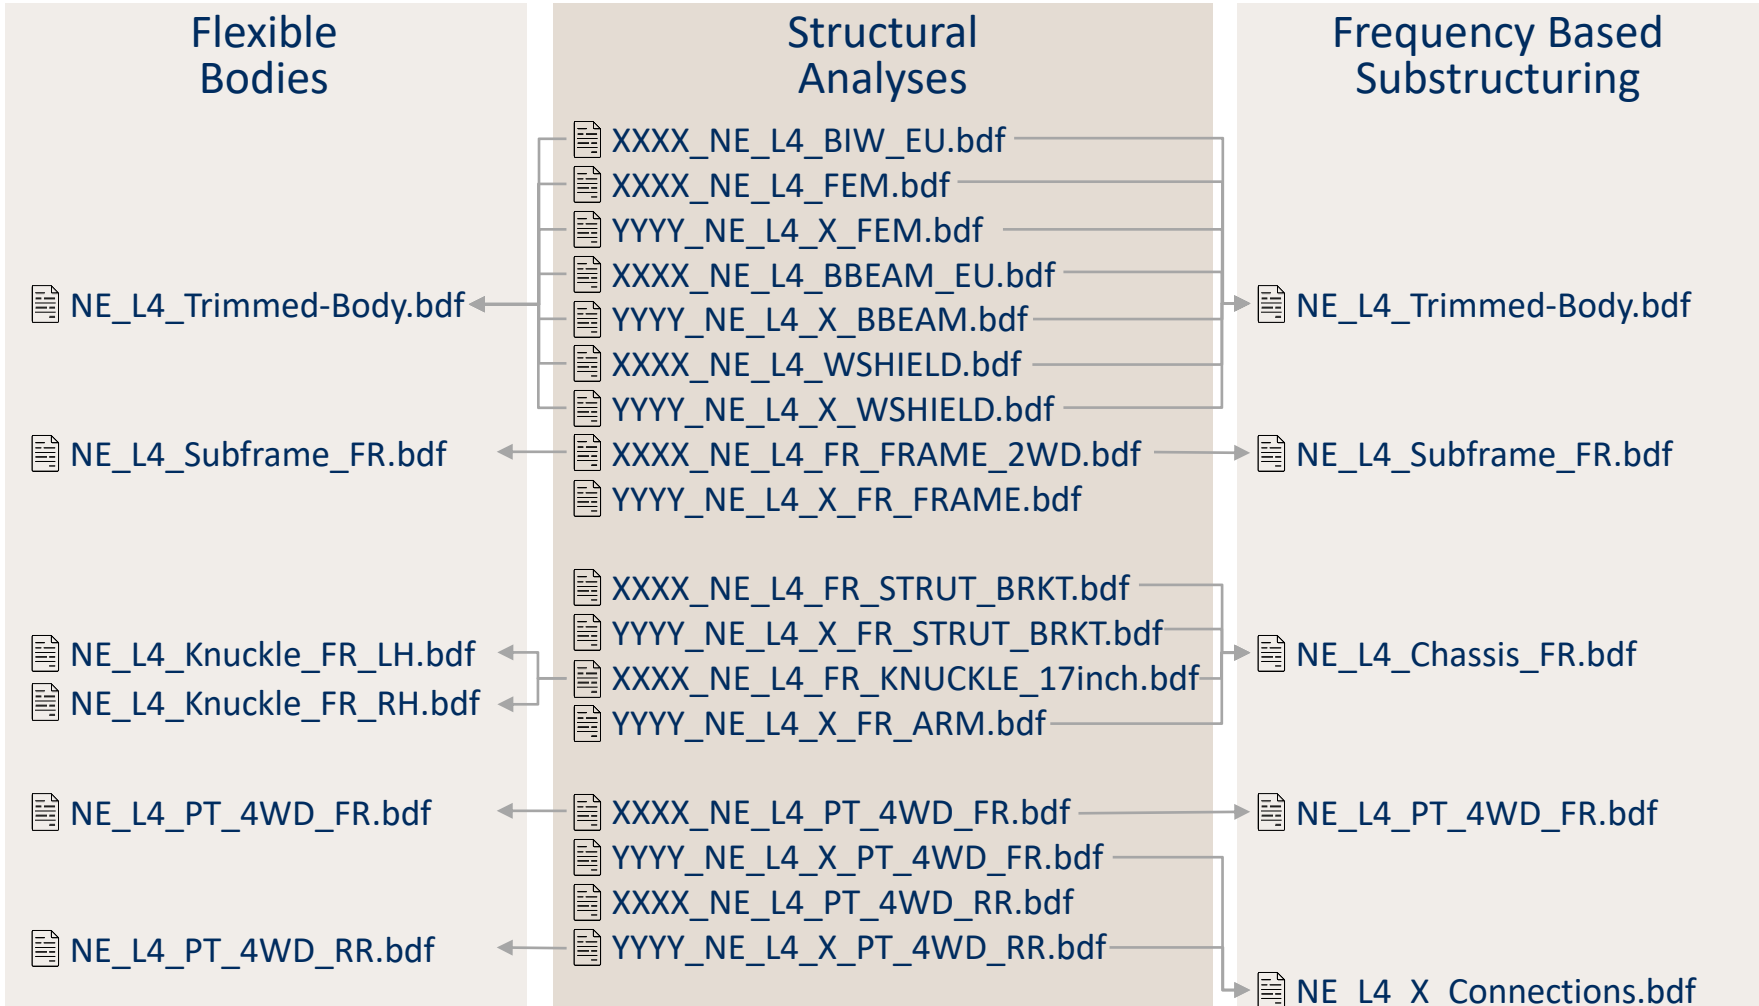 Flexible
Bodies
NE_L4_Trimmed-Body.bdf
NE_L4_Subframe_FR.bdf
NE_L4_Knuckle_FR_LH.bdf
NE_L4_Knuckle_FR_RH.bdf
NE_L4_PT_4WD_FR.bdf
NE_L4_PT_4WD_RR.bdf
Structural
Analyses
XXXX_NE_L4_BIW_EU.bdf
XXXX_NE_L4_FEM.bdf
YYYY_NE_L4_X_FEM.bdf
XXXX_NE_L4_BBEAM_EU.bdf
YYYY_NE_L4_X_BBEAM.bdf
XXXX_NE_L4_WSHIELD.bdf
YYYY_NE_L4_X_WSHIELD.bdf
XXXX_NE_L4_FR_FRAME_2WD.bdf
YYYY_NE_L4_X_FR_FRAME.bdf
XXXX_NE_L4_FR_STRUT_BRKT.bdf
YYYY_NE_L4_X_FR_STRUT_BRKT.bdf
XXXX_NE_L4_FR_KNUCKLE_17inch.bdf
YYYY_NE_L4_X_FR_ARM.bdf
XXXX_NE_L4_PT_4WD_FR.bdf
YYYY_NE_L4_X_PT_4WD_FR.bdf
XXXX_NE_L4_PT_4WD_RR.bdf
YYYY_NE_L4_X_PT_4WD_RR.bdf
Frequency Based
Substructuring
NE_L4_Trimmed-Body.bdf
NE_L4_Subframe_FR.bdf
NE_L4_Chassis_FR.bdf
NE_L4_PT_4WD_FR.bdf
NE_L4_X_Connections.bdf